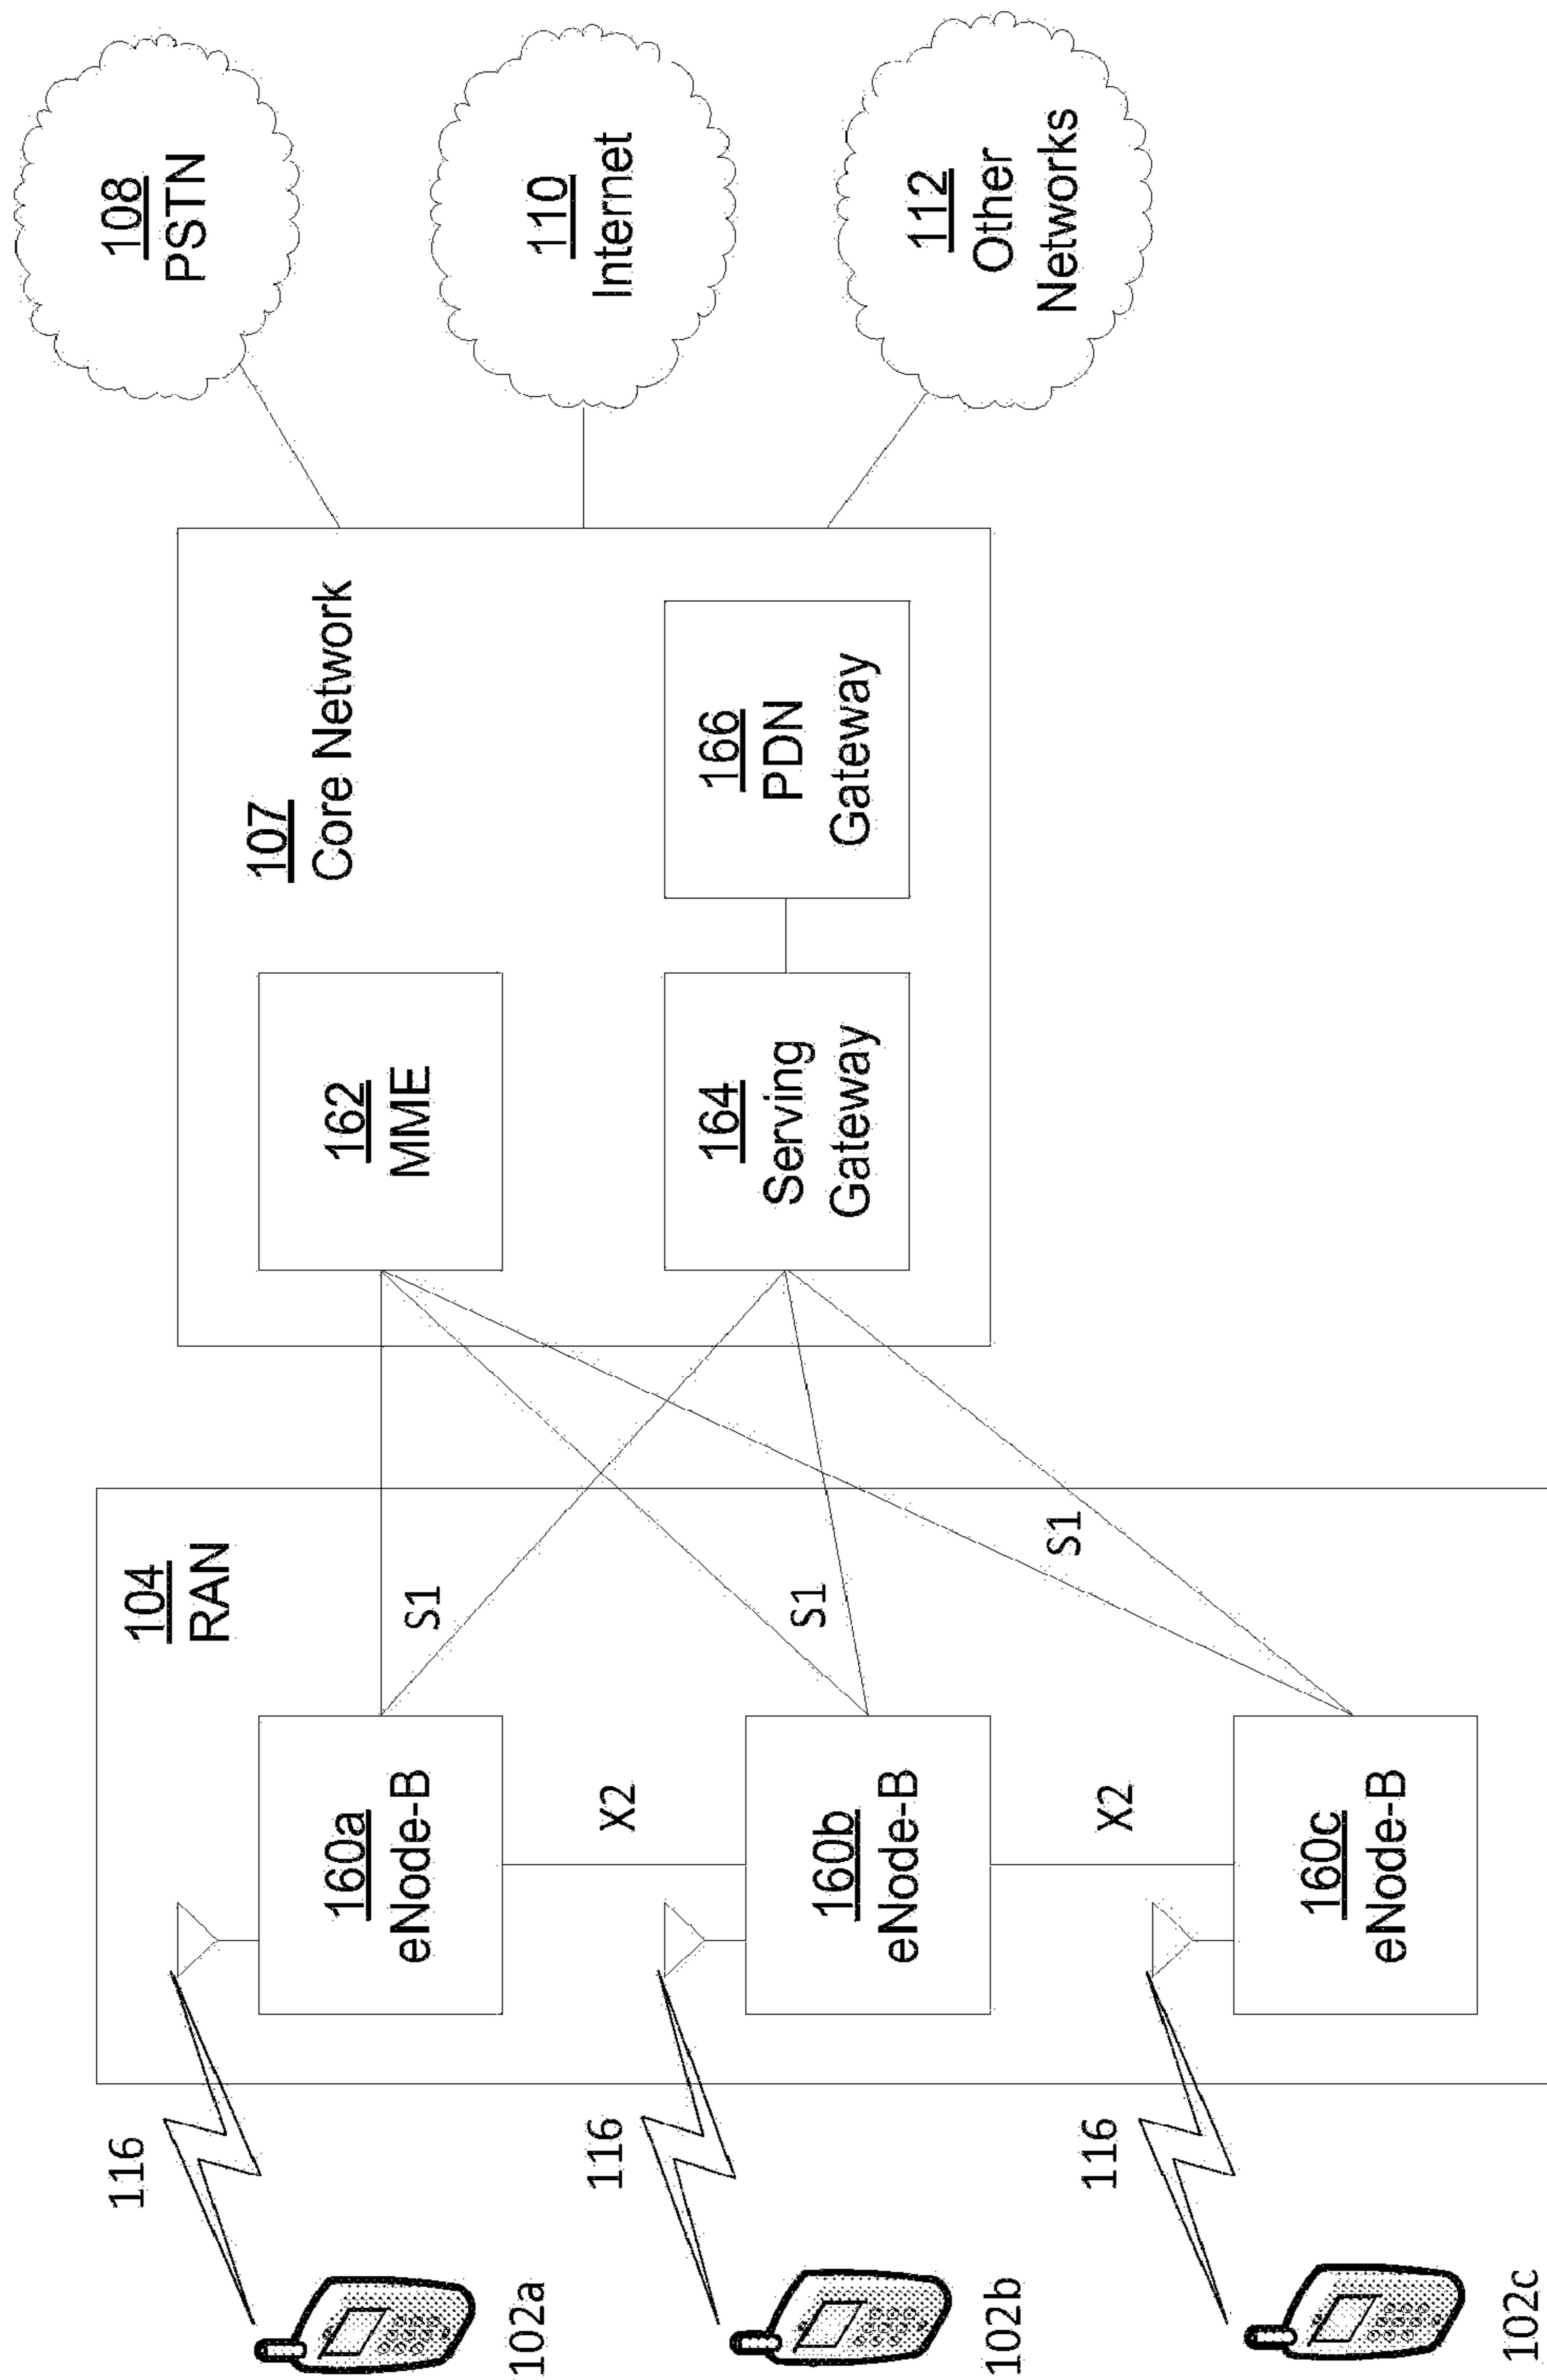 116
102a
116
102b
116
102c
104
RAN
160a
eNode-B
X2
160b
eNode-B
X2
160c
eNode-B
S1
S1
S1
107
Core Network
162
MME
164
Serving
Gateway
166
PDN
Gateway
108
PSTN
110
Internet
112
Other
Networks